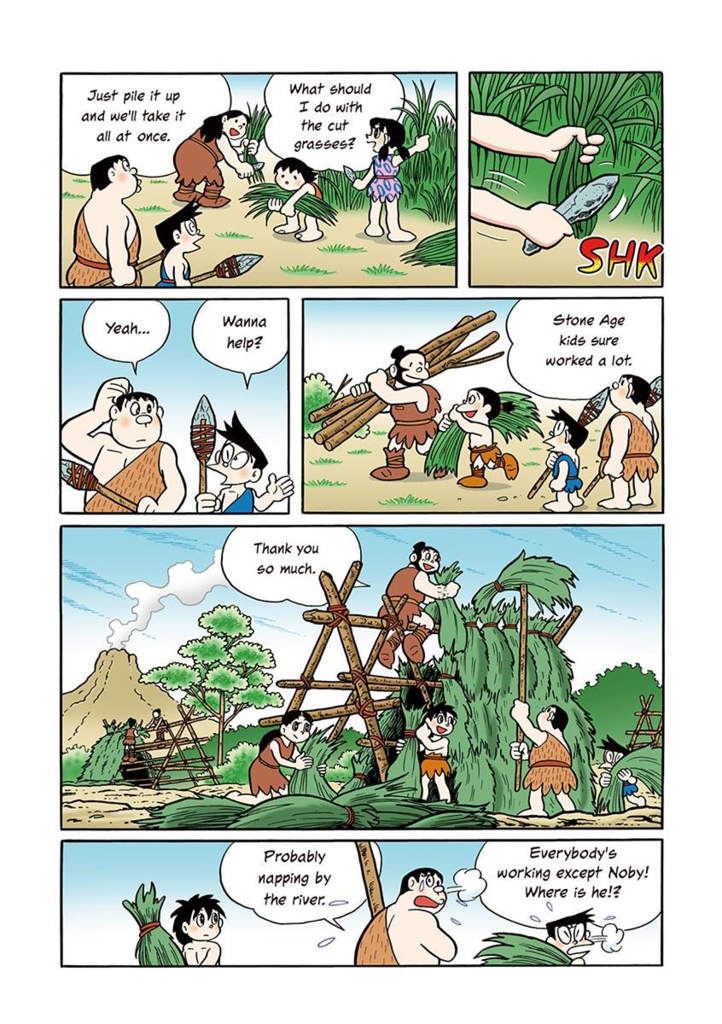 Just pile it up
and we'll take it
all at once.
What should
I do with
the cut
grasses?
SHK
Yeah...
Wanna
help?
Stone Age
kids sure
worked a lot.
Thank you
so much.
Probably
napping by
the river.
Everybody's
working except Noby!
Where is he!?